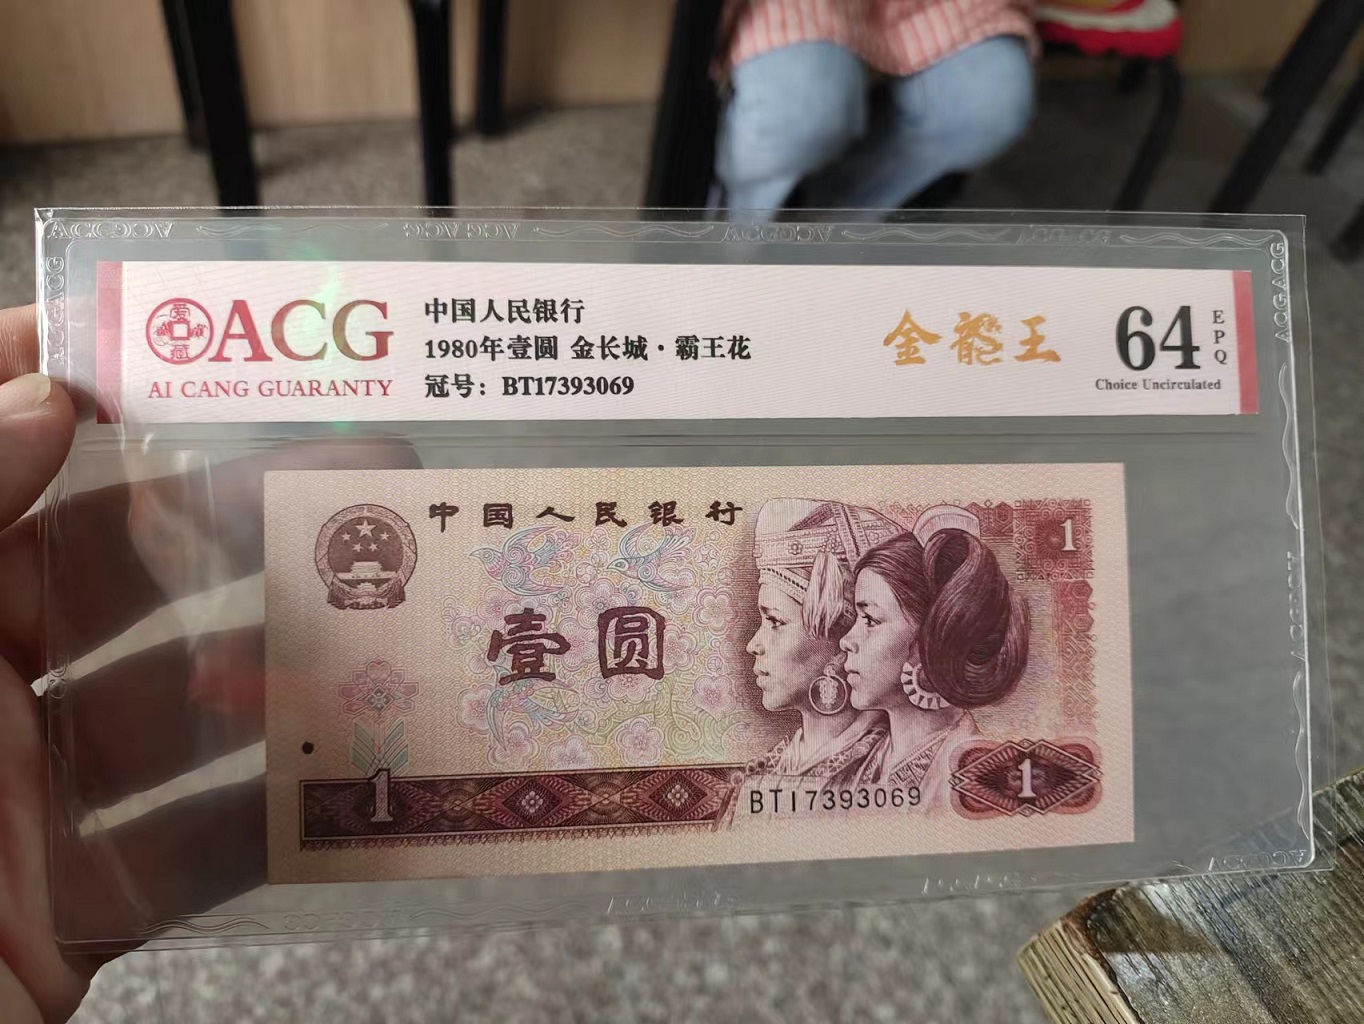 ACG
AI CANG GUARANTY
中国人民银行
1980年壹圆 金长城·霸王花
冠号：BT17393069
金龍王
64
EPQ
Choice Uncirculated
中国人民银行
1
壹圆
1
BT17393069
1